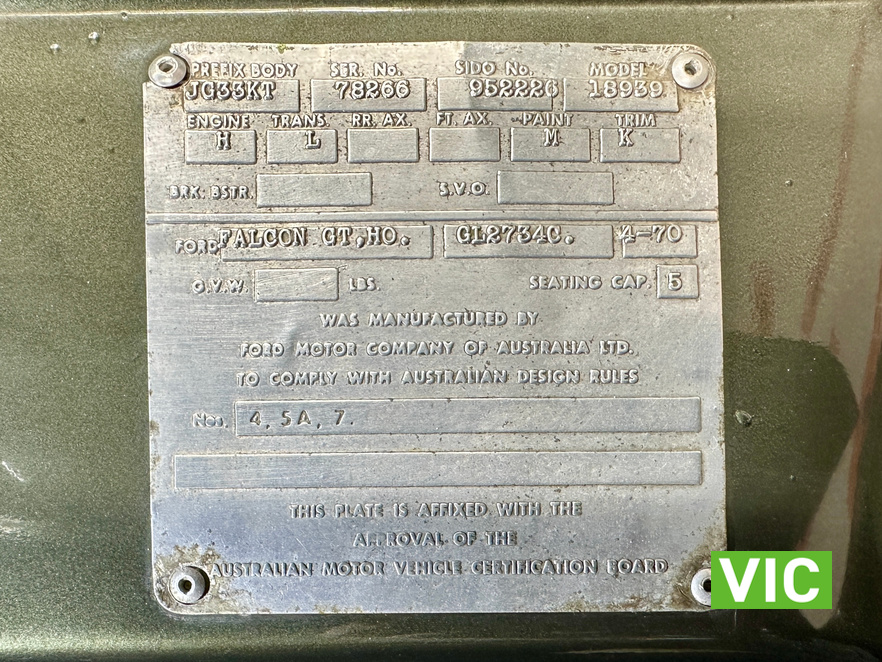 PREFIX BODY SER. No. SIDO No. MODEL
JG33KT 78266 952226 18939
ENGINE TRANS. RR. AX. FT. AX. PAINT TRIM
H L M K
BRK. BSTR. S.V.O.
FORD FALCON GT,HO. GL2734C. 4-70
G.V.W. LBS. SEATING CAP. 5
WAS MANUFACTURED BY
FORD MOTOR COMPANY OF AUSTRALIA LTD.
TO COMPLY WITH AUSTRALIAN DESIGN RULES
Nos. 4, 5A, 7.
THIS PLATE IS AFFIXED WITH THE
APPROVAL OF THE
AUSTRALIAN MOTOR VEHICLE CERTIFICATION BOARD
VIC